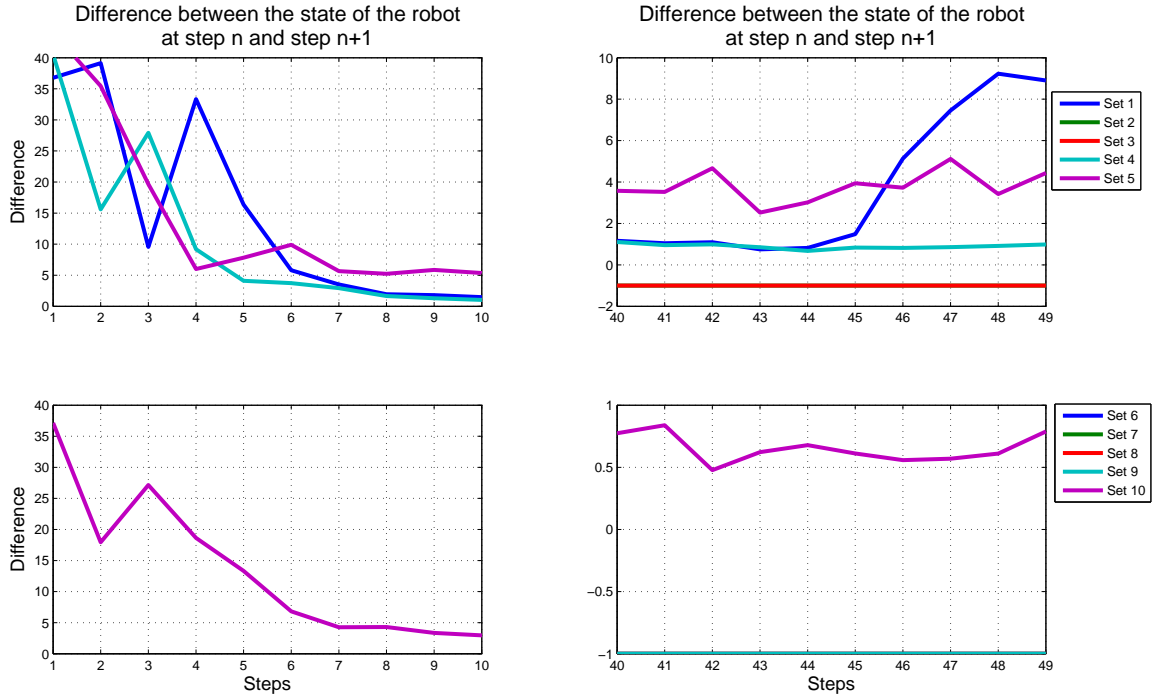 Difference between the state of the robot
at step n and step n+1
Difference
40
35
30
25
20
15
10
5
0
1 2 3 4 5 6 7 8 9 10
Difference between the state of the robot
at step n and step n+1
10
8
6
4
2
0
−2
40 41 42 43 44 45 46 47 48 49
Set 1
Set 2
Set 3
Set 4
Set 5
Difference
40
35
30
25
20
15
10
5
0
1 2 3 4 5 6 7 8 9 10
Steps
1
0.5
0
−0.5
−1
40 41 42 43 44 45 46 47 48 49
Steps
Set 6
Set 7
Set 8
Set 9
Set 10